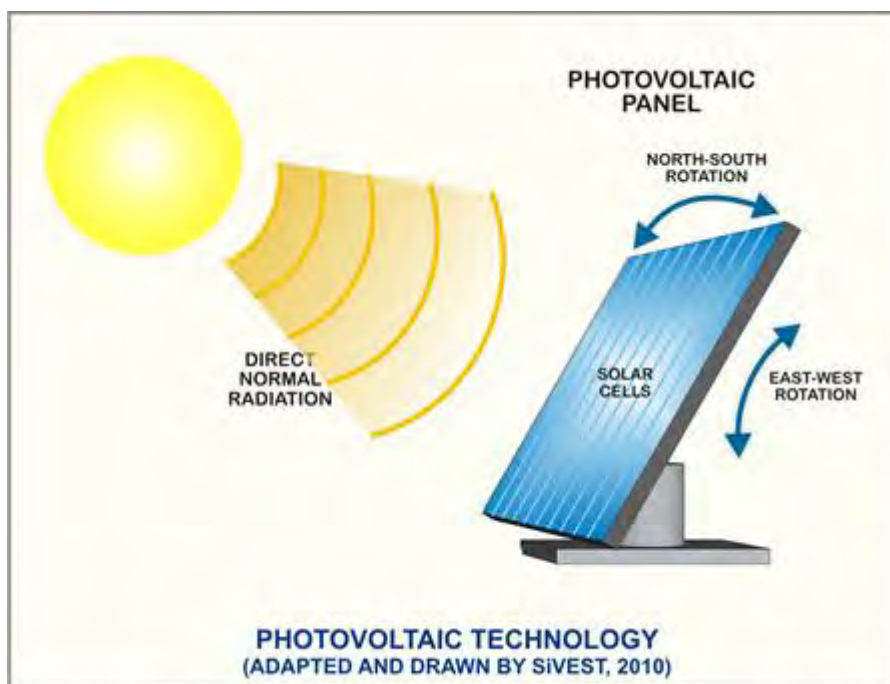 PHOTOVOLTAIC
PANEL
NORTH-SOUTH
ROTATION
DIRECT
NORMAL
RADIATION
SOLAR
CELLS
EAST-WEST
ROTATION
PHOTOVOLTAIC TECHNOLOGY
(ADAPTED AND DRAWN BY SiVEST, 2010)